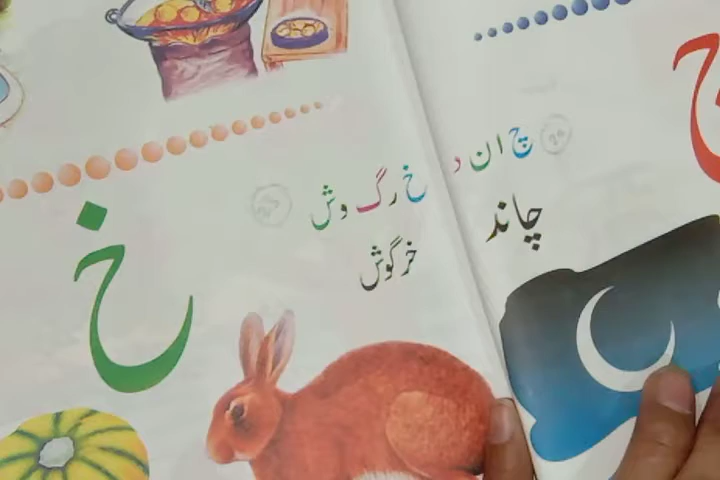 چ ا ن د
چاند
خ
خ ر گ و ش
خرگوش